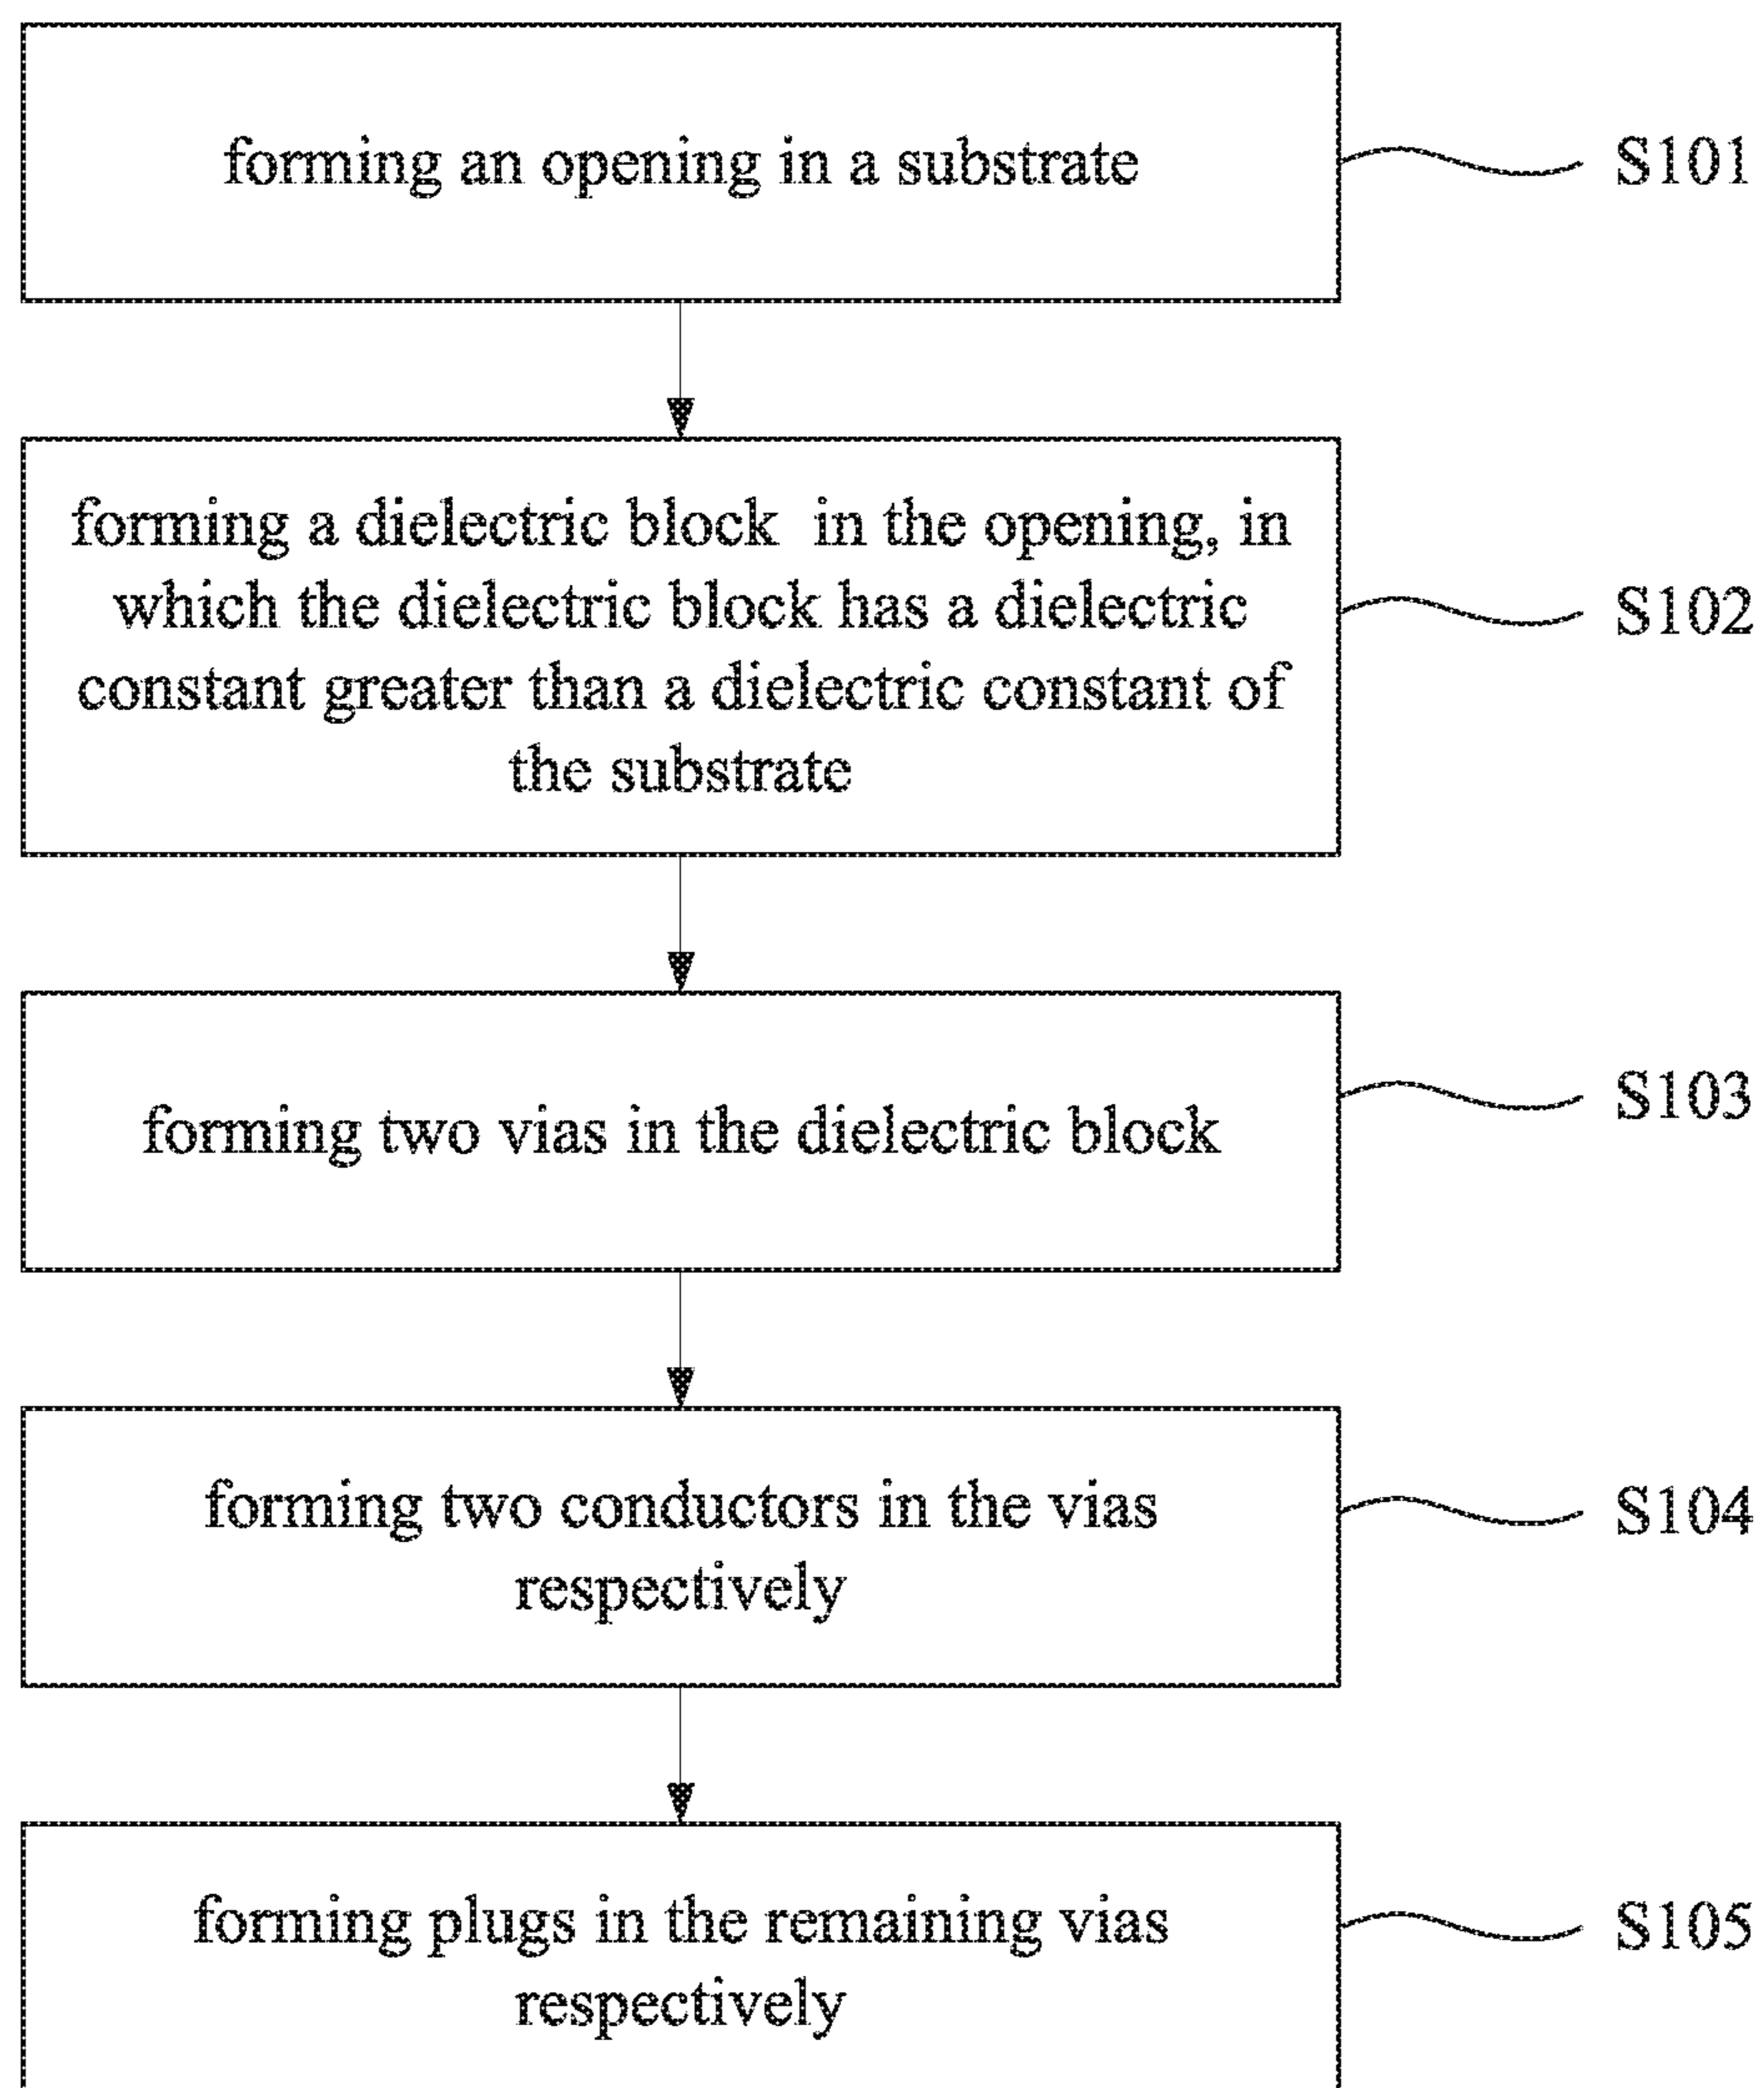 forming an opening in a substrate
S101
forming a dielectric block in the opening, in
which the dielectric block has a dielectric
constant greater than a dielectric constant of
the substrate
S102
forming two vias in the dielectric block
S103
forming two conductors in the vias
respectively
S104
forming plugs in the remaining vias
respectively
S105